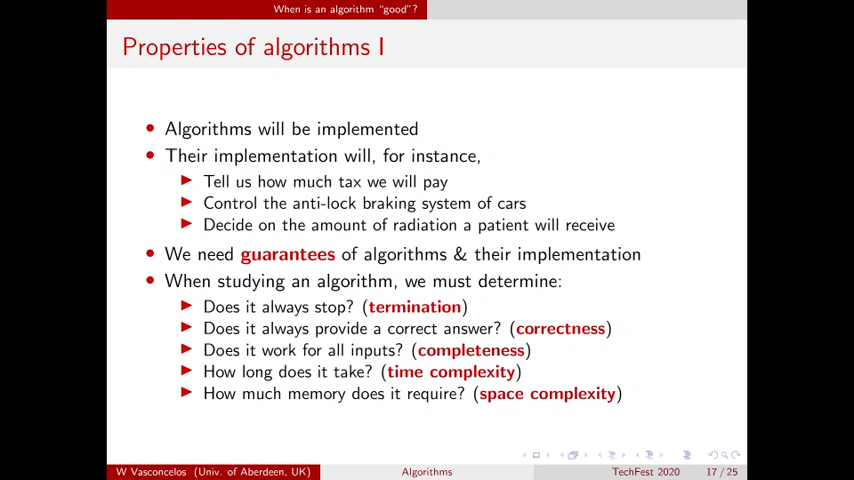 When is an algorithm “good”?
Properties of algorithms I
• Algorithms will be implemented
• Their implementation will, for instance,
▶ Tell us how much tax we will pay
▶ Control the anti-lock braking system of cars
▶ Decide on the amount of radiation a patient will receive
• We need guarantees of algorithms & their implementation
• When studying an algorithm, we must determine:
▶ Does it always stop? (termination)
▶ Does it always provide a correct answer? (correctness)
▶ Does it work for all inputs? (completeness)
▶ How long does it take? (time complexity)
▶ How much memory does it require? (space complexity)
W Vasconcelos (Univ. of Aberdeen, UK) Algorithms TechFest 2020 17 / 25